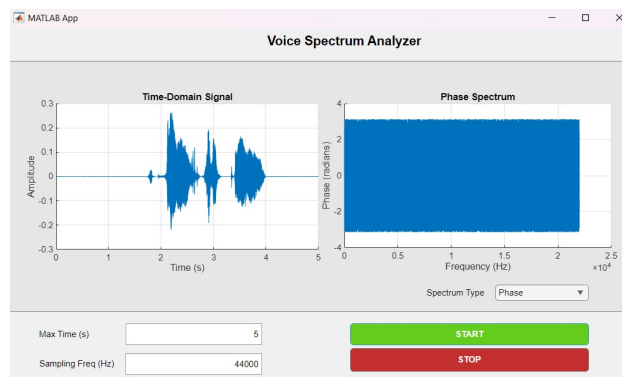 MATLAB App
Voice Spectrum Analyzer
Time-Domain Signal
0.3
0.2
0.1
0
-0.1
-0.2
-0.3
Amplitude
0 1 2 3 4 5
Time (s)
Phase Spectrum
4
2
0
-2
-4
Phase (radians)
0 0.5 1 1.5 2 2.5
×10⁴
Frequency (Hz)
Spectrum Type Phase
Max Time (s) 5
START
Sampling Freq (Hz) 44000
STOP